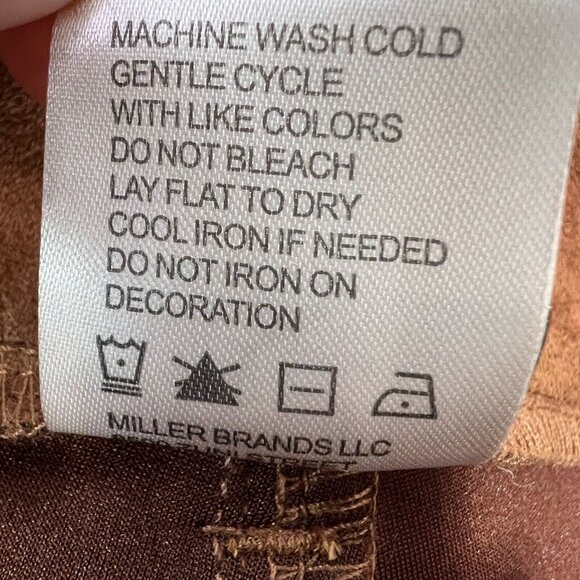 MACHINE WASH COLD
GENTLE CYCLE
WITH LIKE COLORS
DO NOT BLEACH
LAY FLAT TO DRY
COOL IRON IF NEEDED
DO NOT IRON ON
DECORATION
MILLER BRANDS LLC
STREET